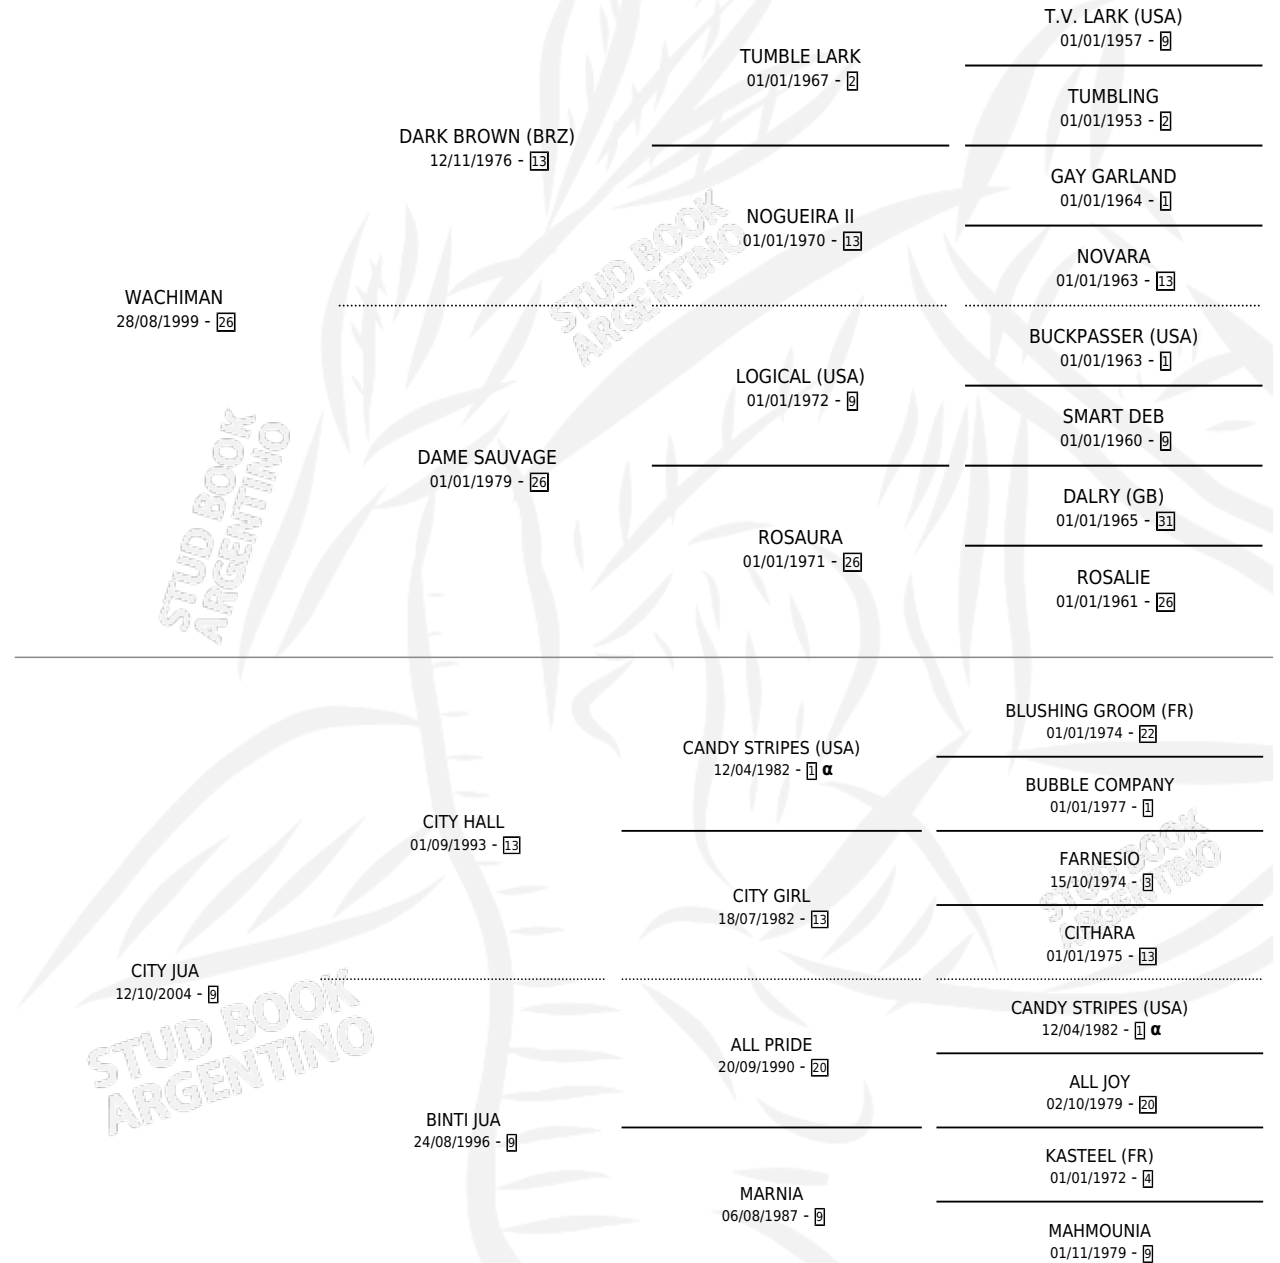 T.V. LARK (USA)
01/01/1957 - 9
TUMBLE LARK
01/01/1967 - 2
TUMBLING
01/01/1953 - 2
DARK BROWN (BRZ)
12/11/1976 - 13
GAY GARLAND
01/01/1964 - 1
NOGUEIRA II
01/01/1970 - 13
NOVARA
01/01/1963 - 13
WACHIMAN
28/08/1999 - 26
BUCKPASSER (USA)
01/01/1963 - 1
LOGICAL (USA)
01/01/1972 - 9
SMART DEB
01/01/1960 - 9
DAME SAUVAGE
01/01/1979 - 26
DALRY (GB)
01/01/1965 - 31
ROSAURA
01/01/1971 - 26
ROSALIE
01/01/1961 - 26
BLUSHING GROOM (FR)
01/01/1974 - 22
CANDY STRIPES (USA)
12/04/1982 - 1 α
BUBBLE COMPANY
01/01/1977 - 1
CITY HALL
01/09/1993 - 13
FARNESIO
15/10/1974 - 3
CITY GIRL
18/07/1982 - 13
CITHARA
01/01/1975 - 13
CITY JUA
12/10/2004 - 9
CANDY STRIPES (USA)
12/04/1982 - 1 α
ALL PRIDE
20/09/1990 - 20
ALL JOY
02/10/1979 - 20
BINTI JUA
24/08/1996 - 9
KASTEEL (FR)
01/01/1972 - 4
MARNIA
06/08/1987 - 9
MAHMOUNIA
01/11/1979 - 9
STUD BOOK
ARGENTINO
STUD BOOK
ARGENTINO
STUD BOOK
ARGENTINO
STUD BOOK
ARGENTINO